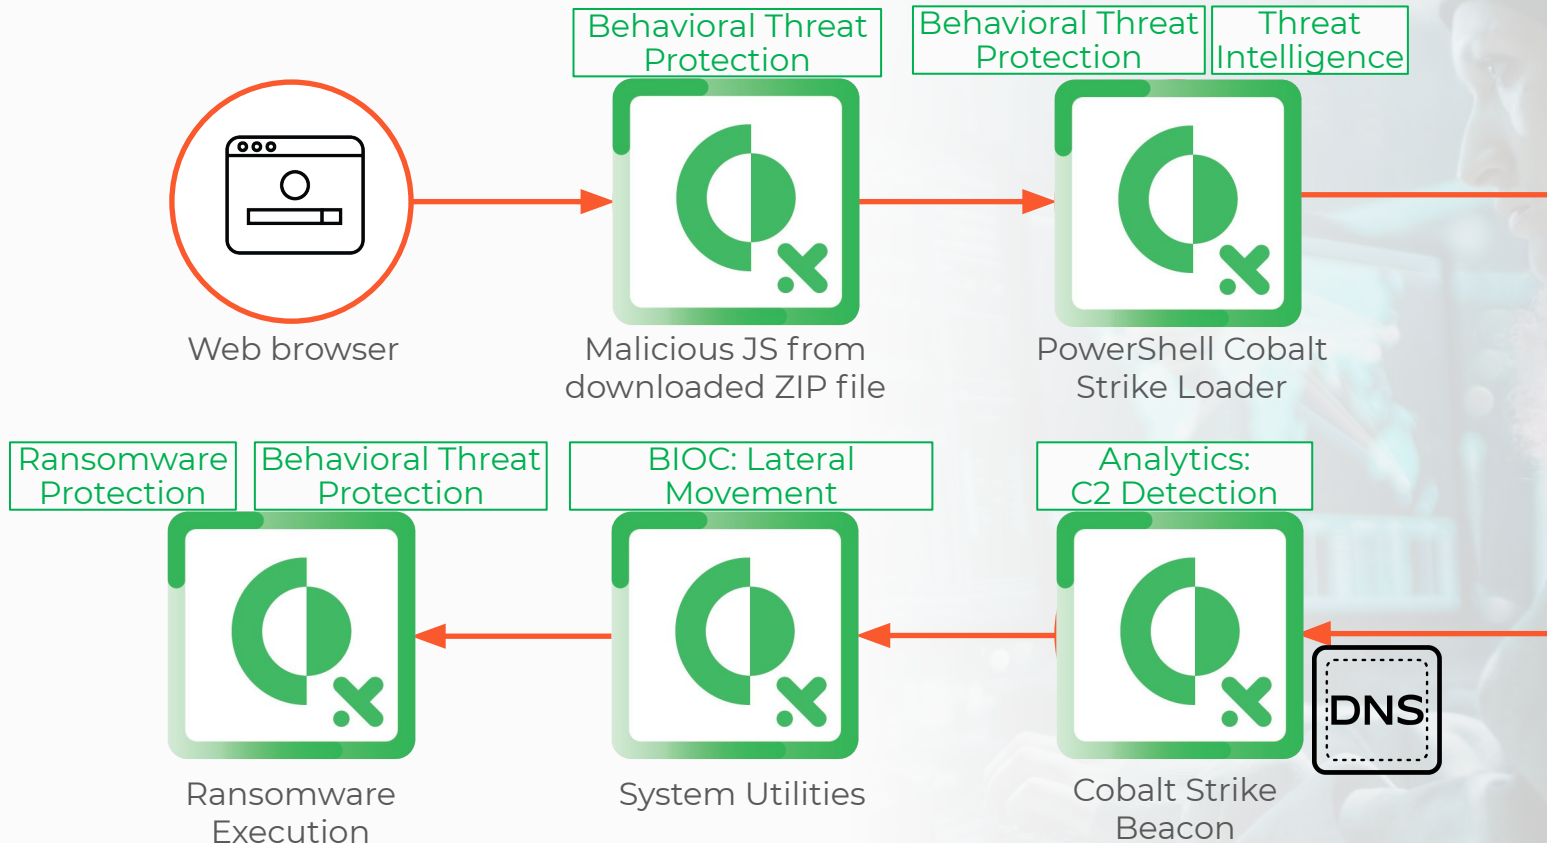 Behavioral Threat
Protection
Behavioral Threat
Protection
Threat
Intelligence
Web browser
Malicious JS from
downloaded ZIP file
PowerShell Cobalt
Strike Loader
Ransomware
Protection
Behavioral Threat
Protection
BIOC: Lateral
Movement
Analytics:
C2 Detection
DNS
Ransomware
Execution
System Utilities
Cobalt Strike
Beacon